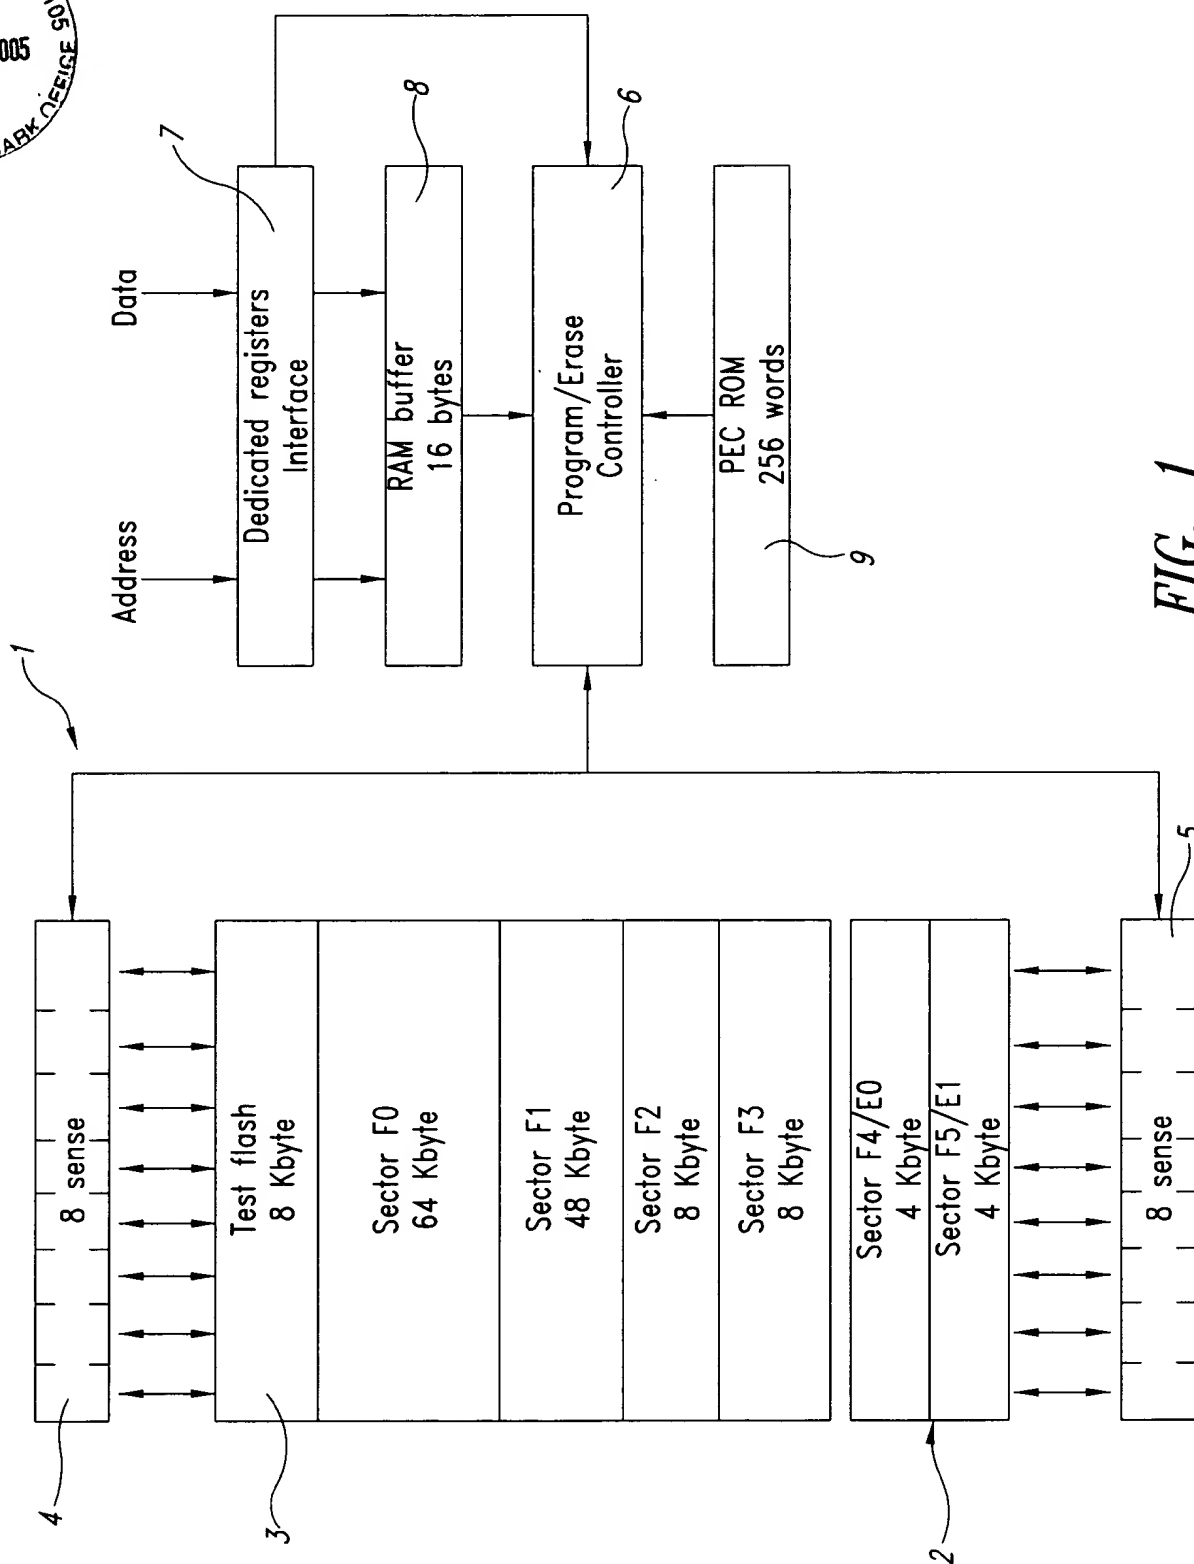 005
ARK OFFICE
7
Data
8
6
Dedicated registers
Interface
RAM buffer
16 bytes
Program/Erase
Controller
PEC ROM
256 words
Address
9
FIG. 1
1
8 sense
Test flash
8 Kbyte
Sector F0
64 Kbyte
Sector F1
48 Kbyte
Sector F2
8 Kbyte
Sector F3
8 Kbyte
Sector F4/E0
4 Kbyte
Sector F5/E1
4 Kbyte
8 sense
5
4
3
2